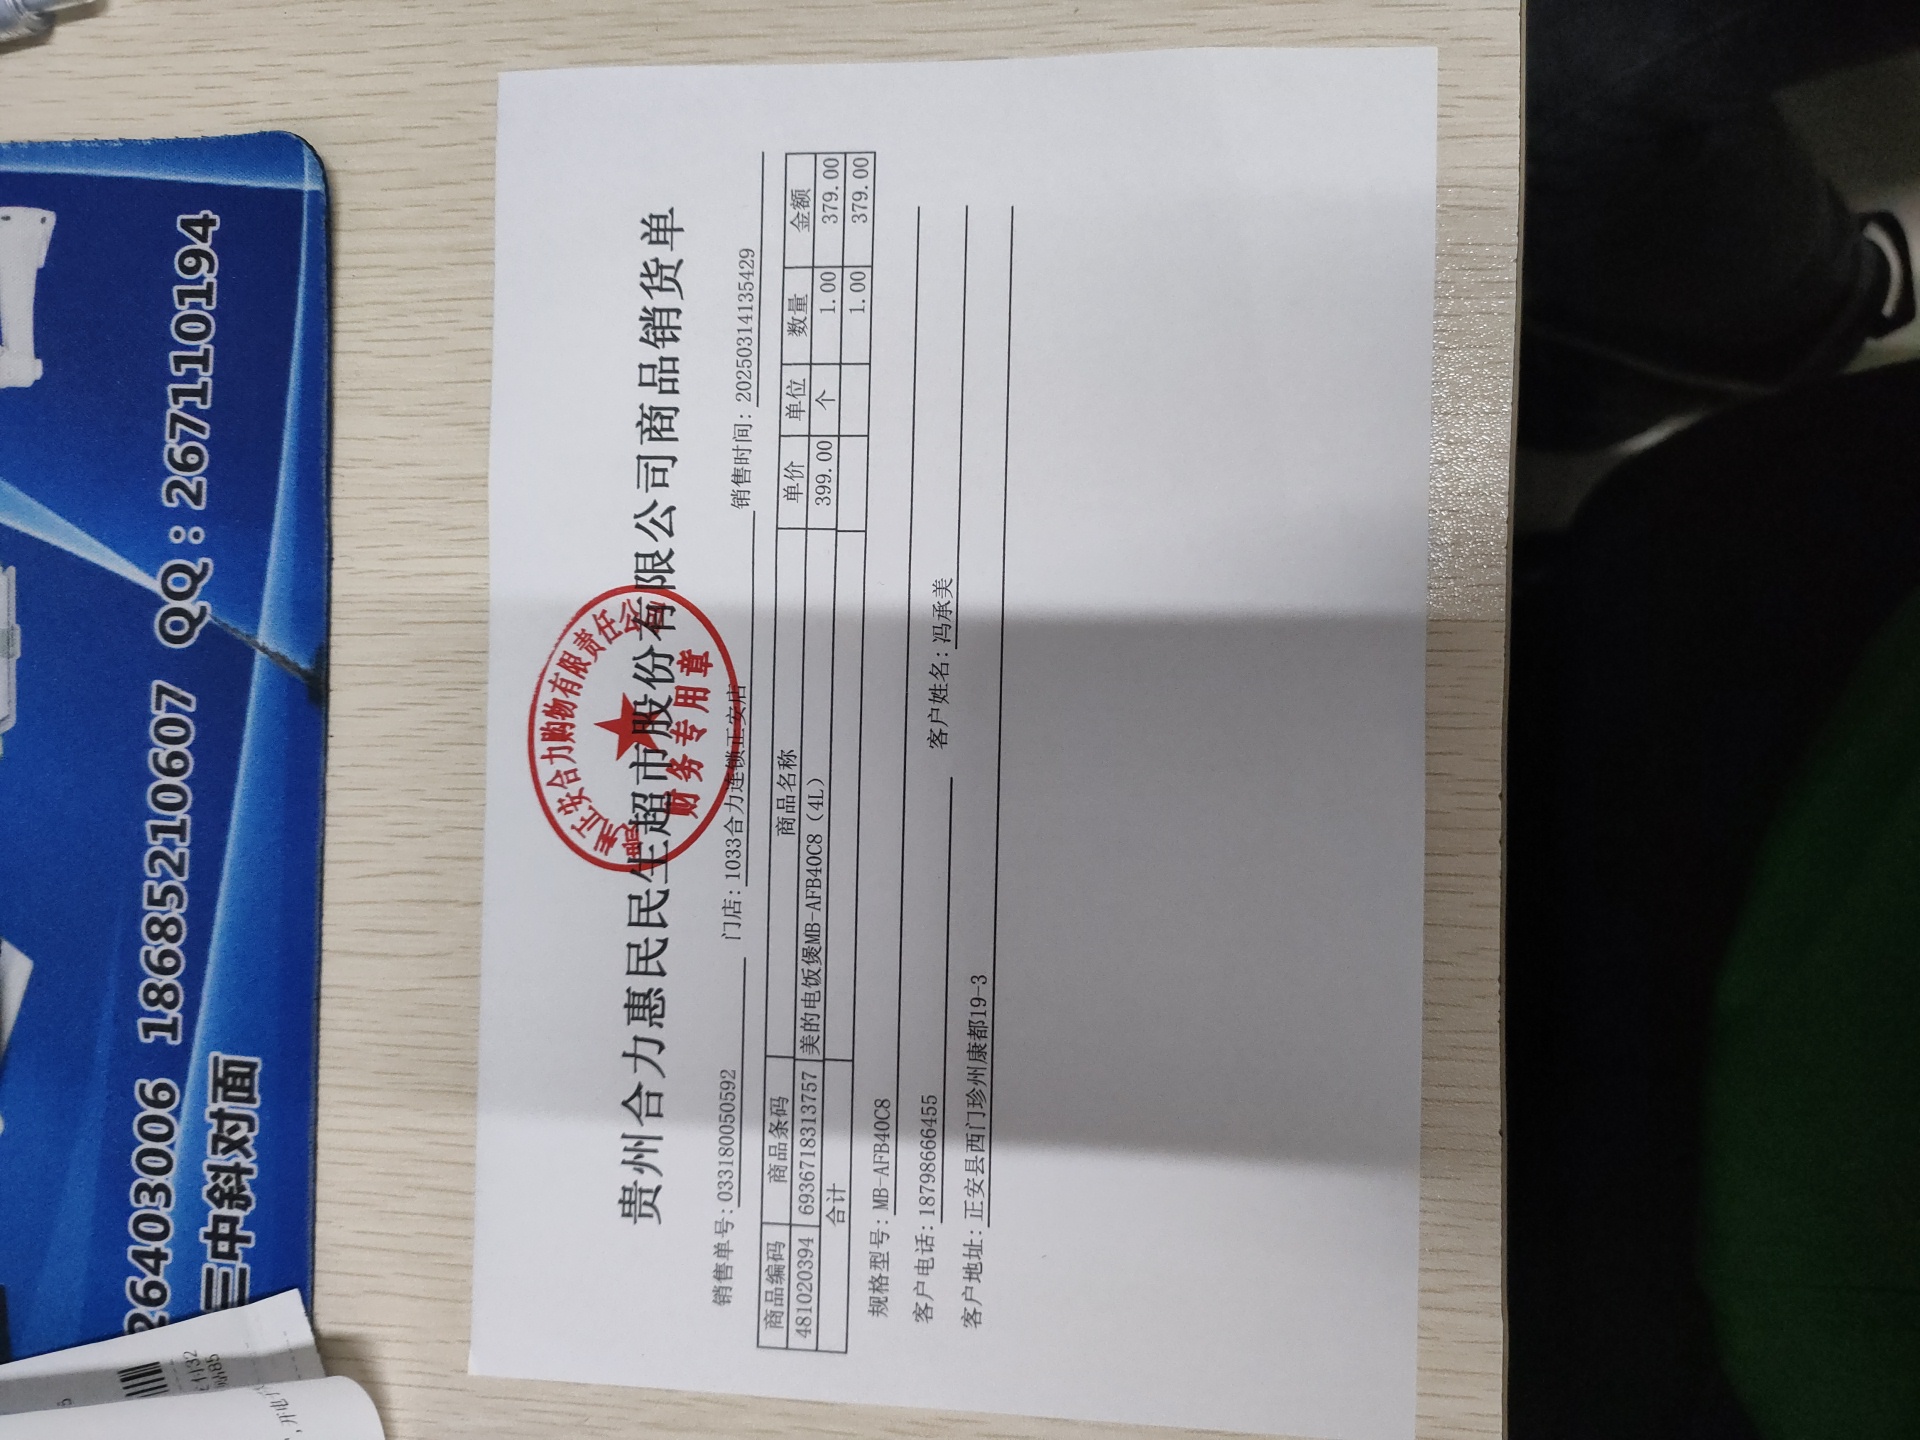 贵州合力惠民民生超市股份有限公司商品销货单
正安合力购物有限责任公司
财务专用章
销售单号: 03318005059​2 门店: 1033合力连锁正安店 销售时间: 20250314135429
商品编码 商品条码 商品名称 单价 单位 数量 金额
481020394 6936718313757 美的电饭煲MB-AFB40C8（4L） 399.00 个 1.00 379.00
合计 1.00 379.00
规格型号: MB-AFB40C8
客户电话: 18798666455 客户姓名: 冯承美
客户地址: 正安县西门珍州康都19-3
26403006 18685210607 QQ：2671110194
三中斜对面